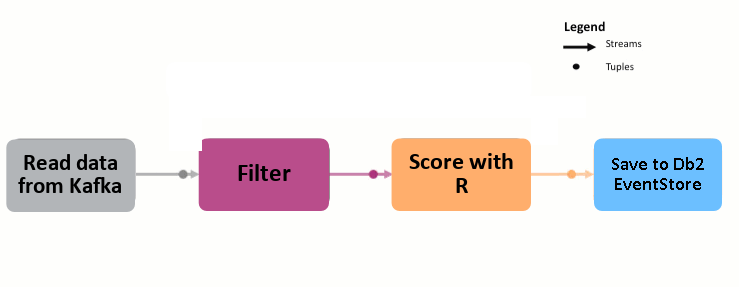 Legend
Streams
Tuples
Read data
from Kafka
Filter
Score with
R
Save to Db2
EventStore